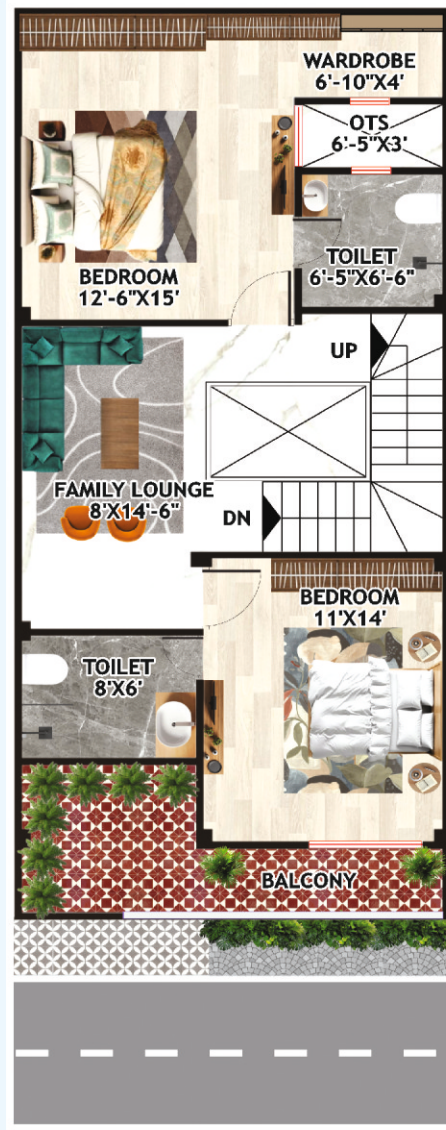 WARDROBE
6'-10"X4'
OTS
6'-5"X3'
TOILET
6'-5"X6'-6"
BEDROOM
12'-6"X15'
UP
FAMILY LOUNGE
8'X14'-6"
DN
BEDROOM
11'X14'
TOILET
8'X6'
BALCONY